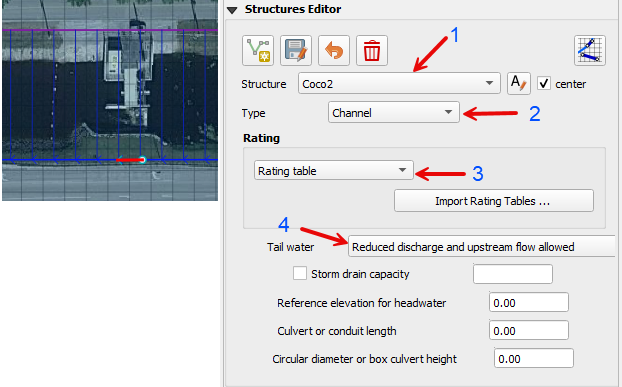 Structures Editor
1
Structure Coco2 A center
Type Channel 2
Rating
Rating table 3
Import Rating Tables ...
4
Tail water Reduced discharge and upstream flow allowed
Storm drain capacity
Reference elevation for headwater 0.00
Culvert or conduit length 0.00
Circular diameter or box culvert height 0.00